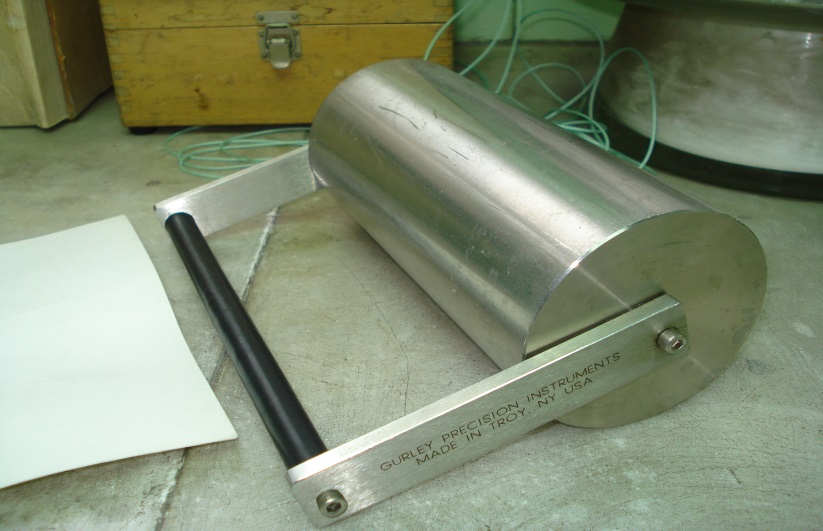 GURLEY PRECISION INSTRUMENTS
MADE IN TROY, NY USA